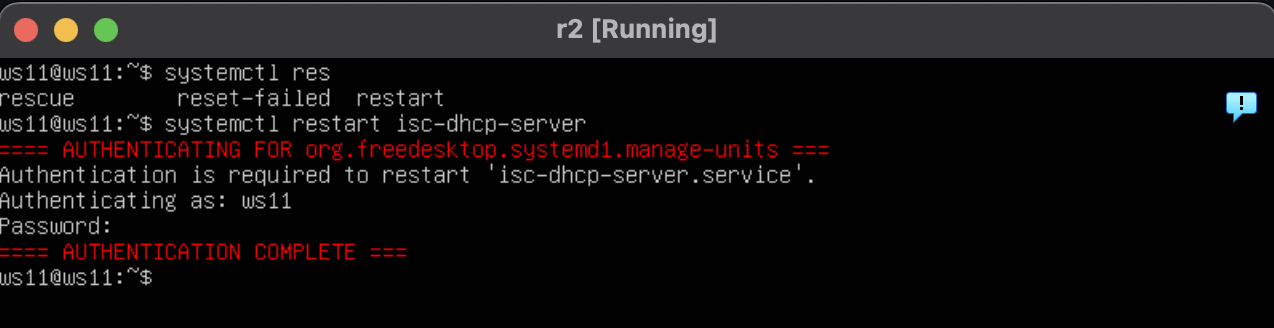 r2 [Running]
ws11@ws11:~$ systemctl res
rescue        reset-failed  restart
ws11@ws11:~$ systemctl restart isc-dhcp-server
==== AUTHENTICATING FOR org.freedesktop.systemd1.manage-units ===
Authentication is required to restart 'isc-dhcp-server.service'.
Authenticating as: ws11
Password:
==== AUTHENTICATION COMPLETE ===
ws11@ws11:~$